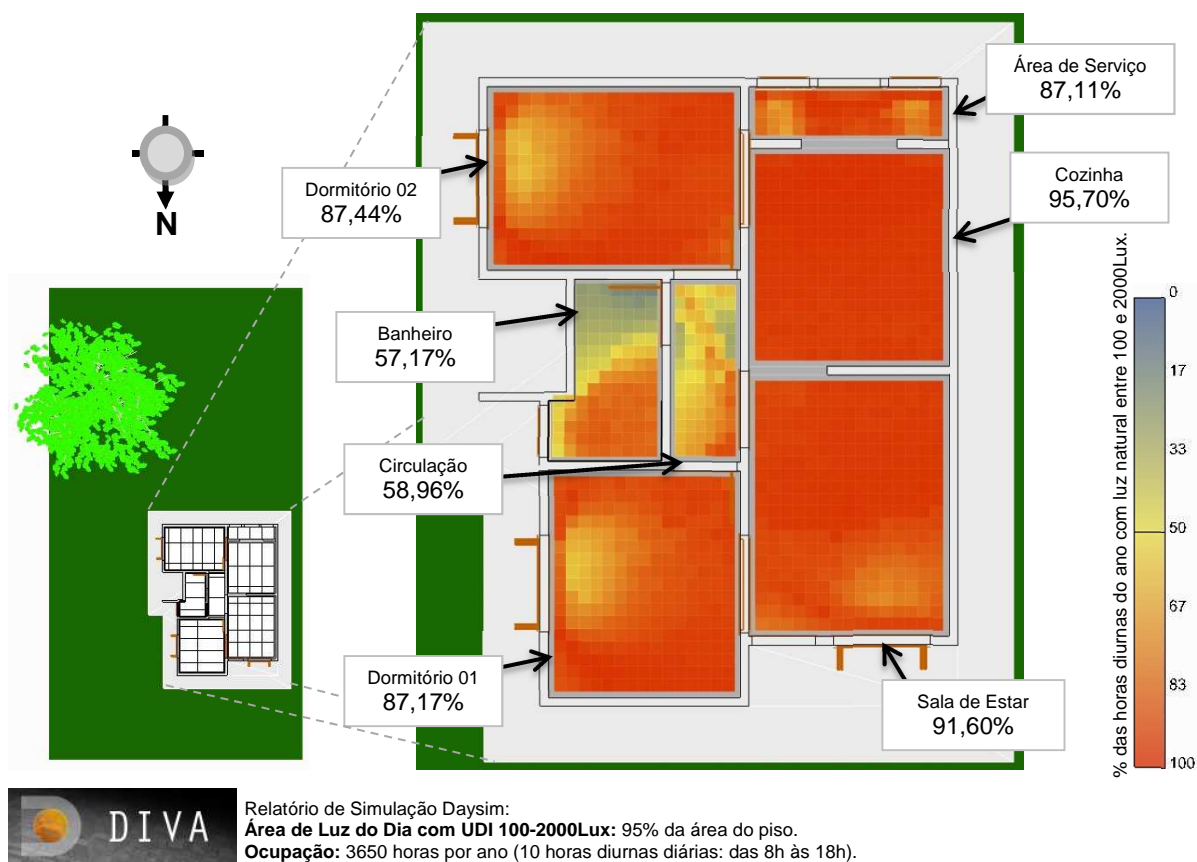 Área de Serviço
87,11%
Dormitório 02
87,44%
Cozinha
95,70%
N
Banheiro
57,17%
Circulação
58,96%
Dormitório 01
87,17%
Sala de Estar
91,60%
% das horas diurnas do ano com luz natural entre 100 e 2000Lux.
0
17
33
50
67
83
100
DIVA
Relatório de Simulação Daysim:
Área de Luz do Dia com UDI 100-2000Lux: 95% da área do piso.
Ocupação: 3650 horas por ano (10 horas diurnas diárias: das 8h às 18h).